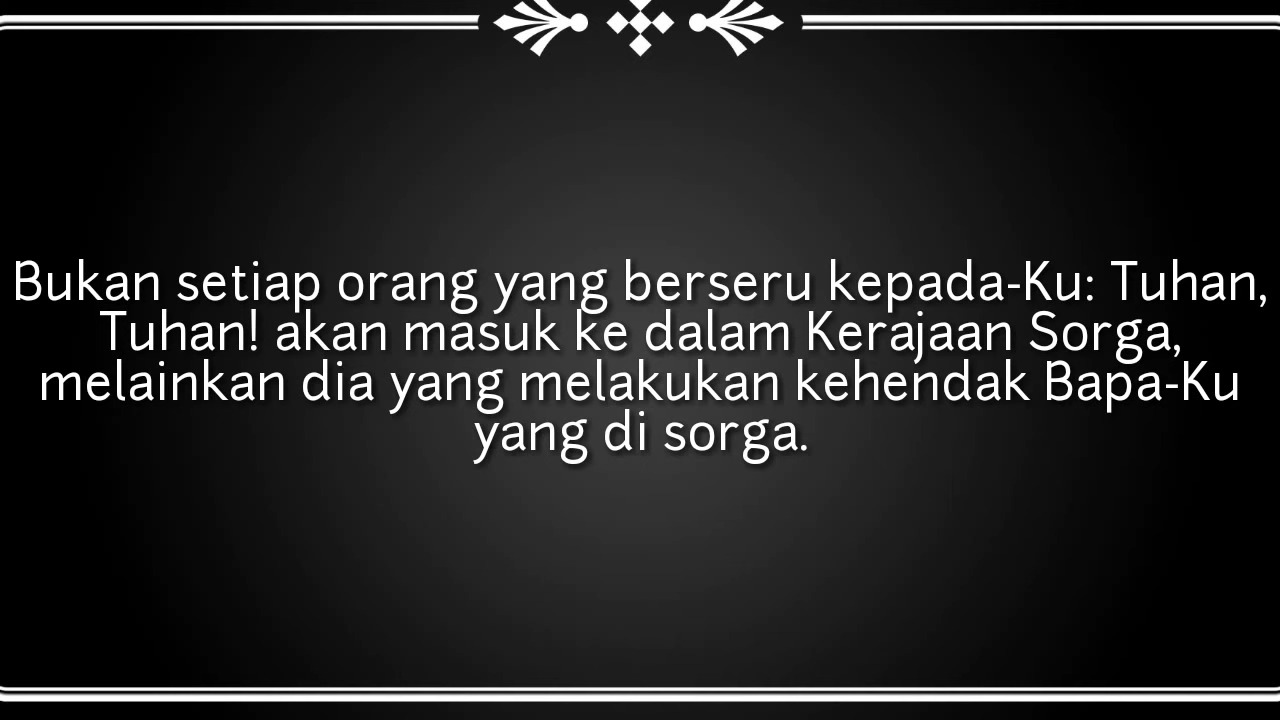 Bukan setiap orang yang berseru kepada-Ku: Tuhan,
Tuhan! akan masuk ke dalam Kerajaan Sorga,
melainkan dia yang melakukan kehendak Bapa-Ku
yang di sorga.